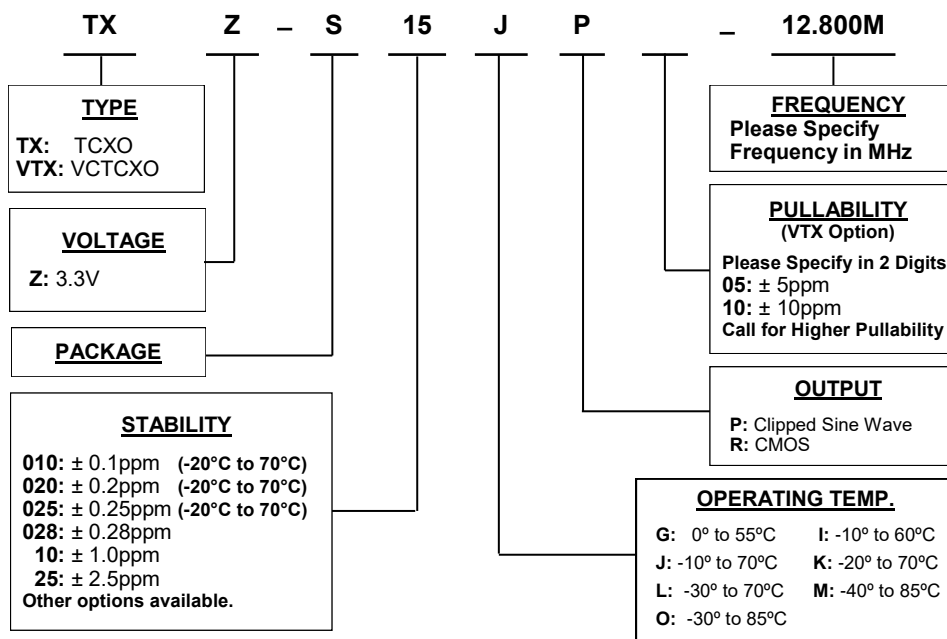 TX Z – S 15 J P – 12.800M
TYPE
TX: TCXO
VTX: VCTCXO
VOLTAGE
Z: 3.3V
PACKAGE
STABILITY
010: ± 0.1ppm (-20°C to 70°C)
020: ± 0.2ppm (-20°C to 70°C)
025: ± 0.25ppm (-20°C to 70°C)
028: ± 0.28ppm
10: ± 1.0ppm
25: ± 2.5ppm
Other options available.
FREQUENCY
Please Specify
Frequency in MHz
PULLABILITY
(VTX Option)
Please Specify in 2 Digits
05: ± 5ppm
10: ± 10ppm
Call for Higher Pullability
OUTPUT
P: Clipped Sine Wave
R: CMOS
OPERATING TEMP.
G: 0º to 55ºC I: -10º to 60ºC
J: -10º to 70ºC K: -20º to 70ºC
L: -30º to 70ºC M: -40º to 85ºC
O: -30º to 85ºC